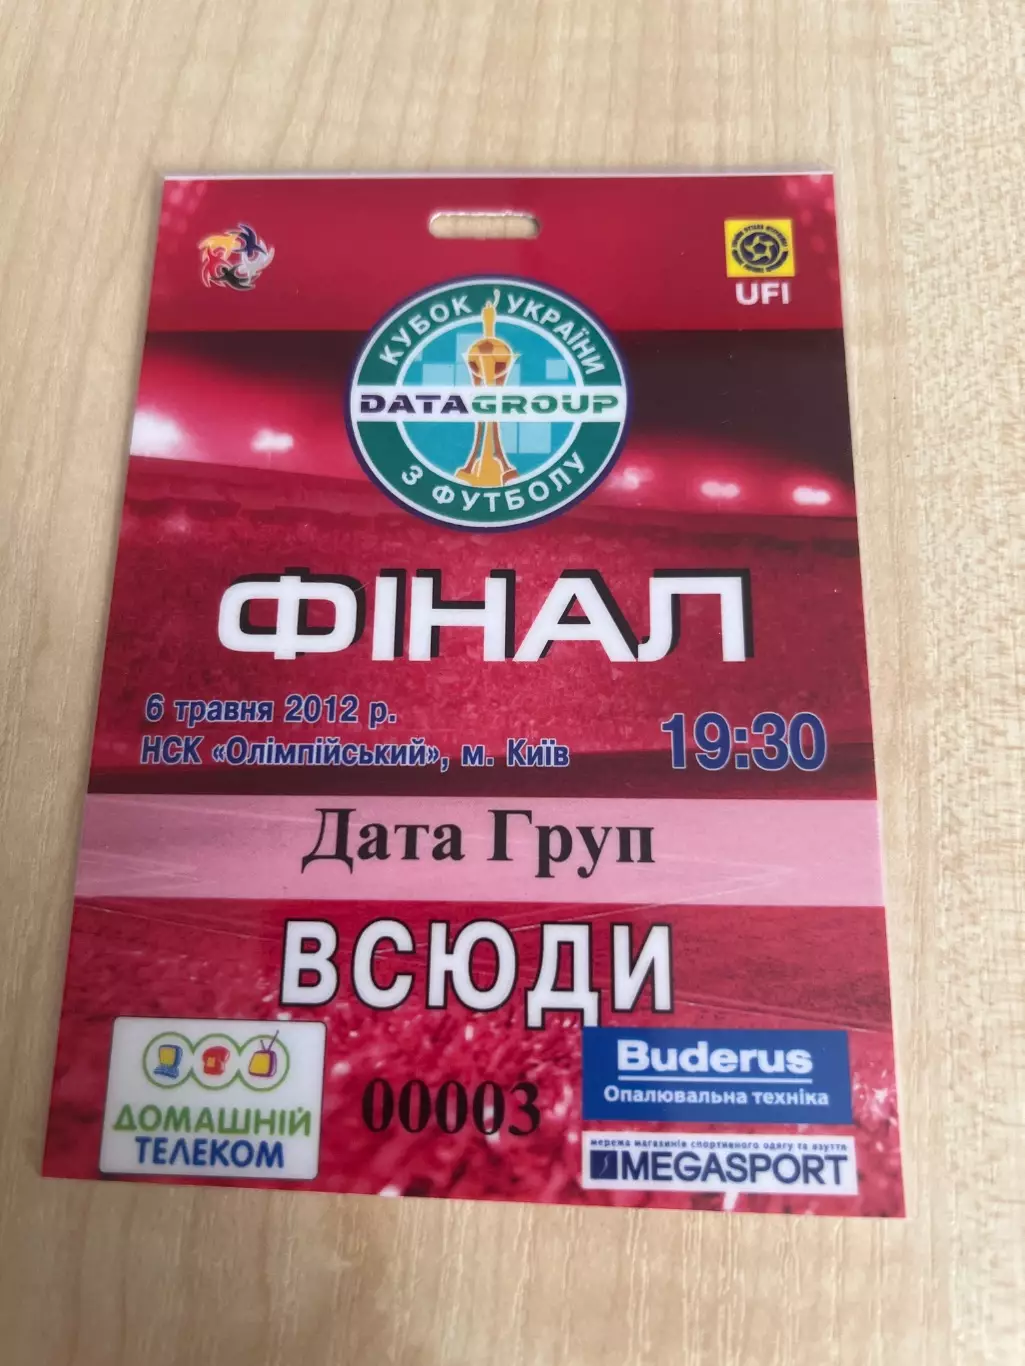 UFI
КУБОК УКРАЇНИ
DATAGROUP
З ФУТБОЛУ
ФІНАЛ
6 травня 2012 р.
НСК «Олімпійський», м. Київ
19:30
Дата Груп
ВСЮДИ
ДОМАШНІЙ
ТЕЛЕКОМ
00003
Buderus
Опалювальна техніка
мережа магазинів спортивного одягу та взуття
MEGASPORT